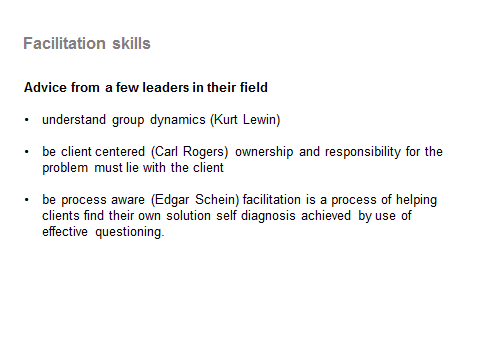 Facilitation skills
Advice from a few leaders in their field
• understand group dynamics (Kurt Lewin)
• be client centered (Carl Rogers) ownership and responsibility for the
problem must lie with the client
• be process aware (Edgar Schein) facilitation is a process of helping
clients find their own solution self diagnosis achieved by use of
effective questioning.